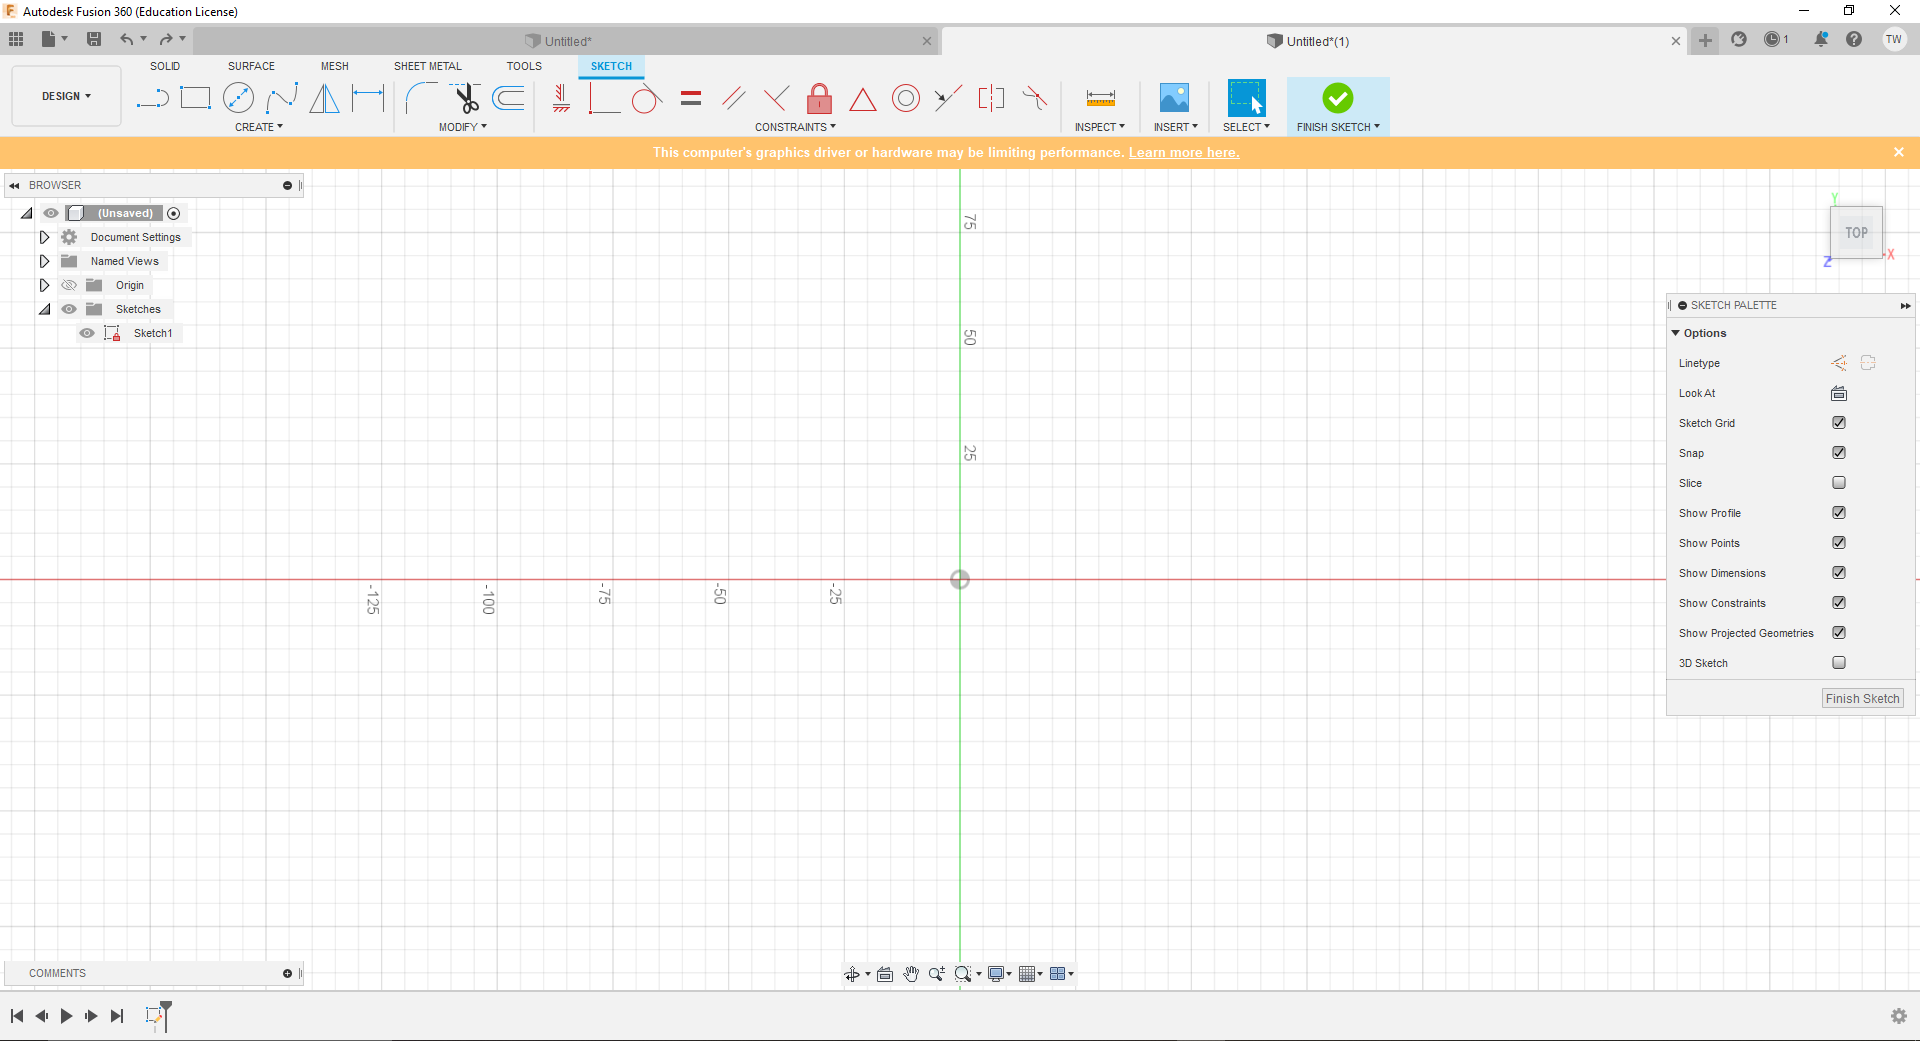 Autodesk Fusion 360 (Education License)
Untitled*
Untitled*(1)
1
TW
DESIGN
SOLID
SURFACE
MESH
SHEET METAL
TOOLS
SKETCH
CREATE
MODIFY
CONSTRAINTS
INSPECT
INSERT
SELECT
FINISH SKETCH
This computer's graphics driver or hardware may be limiting performance. Learn more here.
BROWSER
(Unsaved)
Document Settings
Named Views
Origin
Sketches
Sketch1
75
50
25
-125
-100
-75
-50
-25
Y
TOP
X
Z
SKETCH PALETTE
Options
Linetype
Look At
Sketch Grid
Snap
Slice
Show Profile
Show Points
Show Dimensions
Show Constraints
Show Projected Geometries
3D Sketch
Finish Sketch
COMMENTS